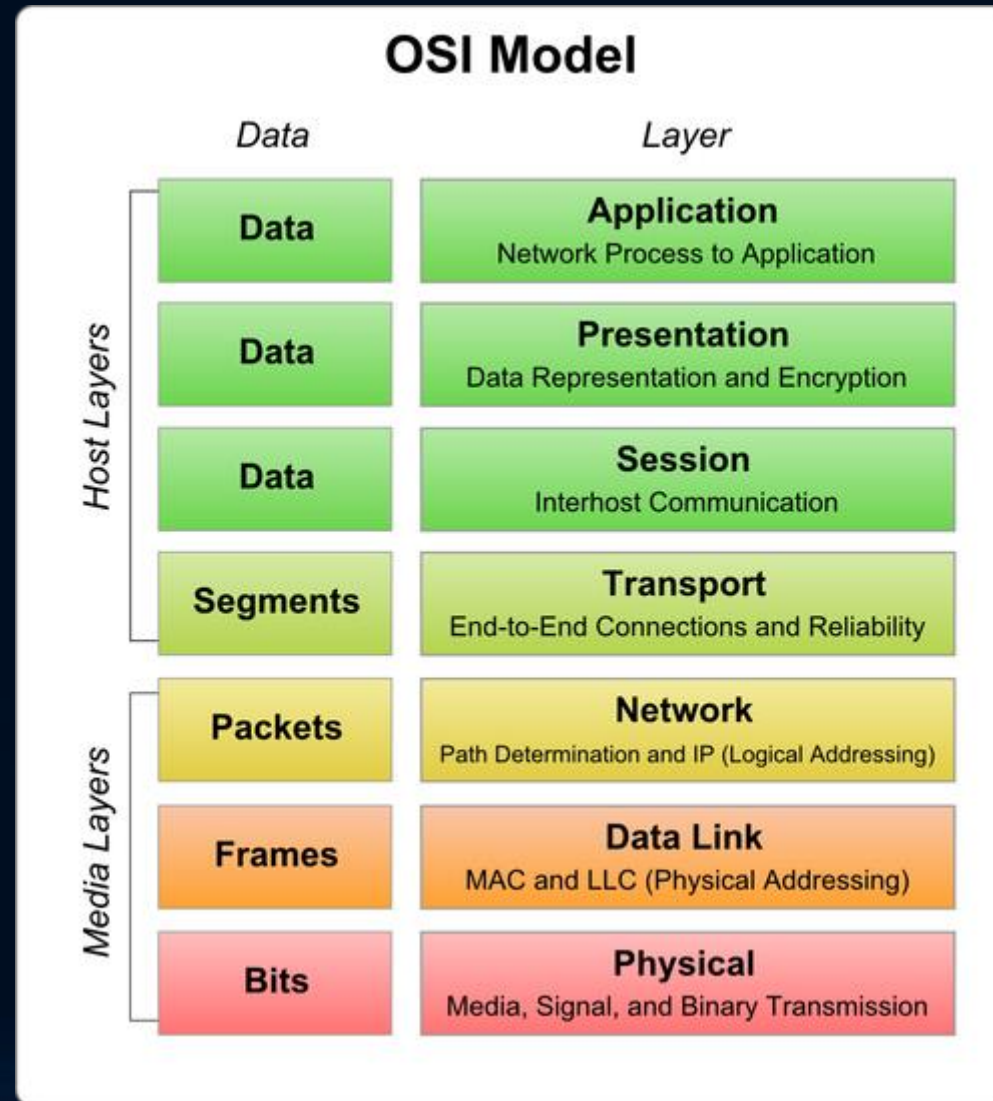 OSI Model
Data
Layer
Host Layers
Data
Application
Network Process to Application
Data
Presentation
Data Representation and Encryption
Data
Session
Interhost Communication
Segments
Transport
End-to-End Connections and Reliability
Media Layers
Packets
Network
Path Determination and IP (Logical Addressing)
Frames
Data Link
MAC and LLC (Physical Addressing)
Bits
Physical
Media, Signal, and Binary Transmission